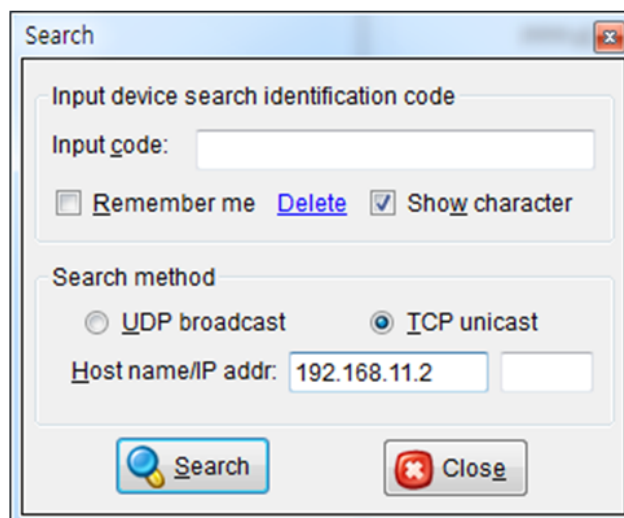 Search
Input device search identification code
Input code:
Remember me Delete Show character
Search method
UDP broadcast TCP unicast
Host name/IP addr: 192.168.11.2
Search Close